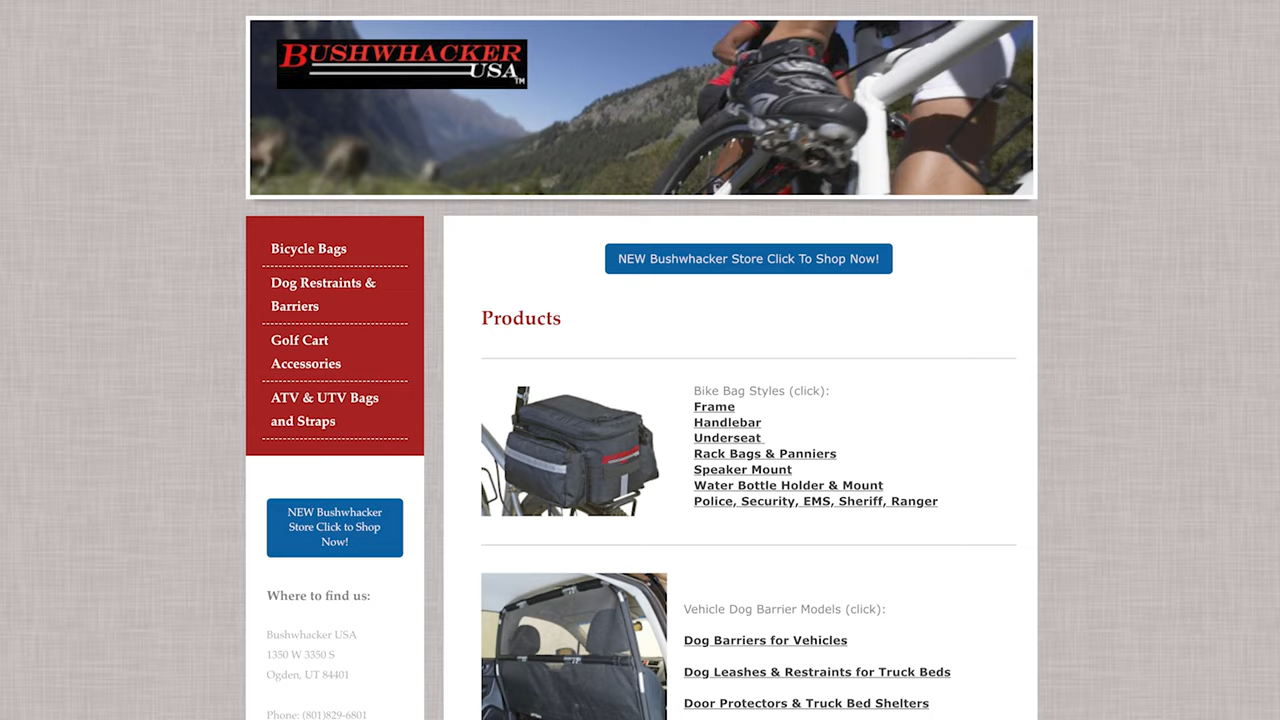 BUSHWHACKER
USA™
Bicycle Bags
Dog Restraints &
Barriers
Golf Cart
Accessories
ATV & UTV Bags
and Straps
NEW Bushwhacker
Store Click to Shop
Now!
Where to find us:
Bushwhacker USA
1350 W 3350 S
Ogden, UT 84401
Phone: (801)829-6801
NEW Bushwhacker Store Click To Shop Now!
Products
Bike Bag Styles (click):
Frame
Handlebar
Underseat
Rack Bags & Panniers
Speaker Mount
Water Bottle Holder & Mount
Police, Security, EMS, Sheriff, Ranger
Vehicle Dog Barrier Models (click):
Dog Barriers for Vehicles
Dog Leashes & Restraints for Truck Beds
Door Protectors & Truck Bed Shelters